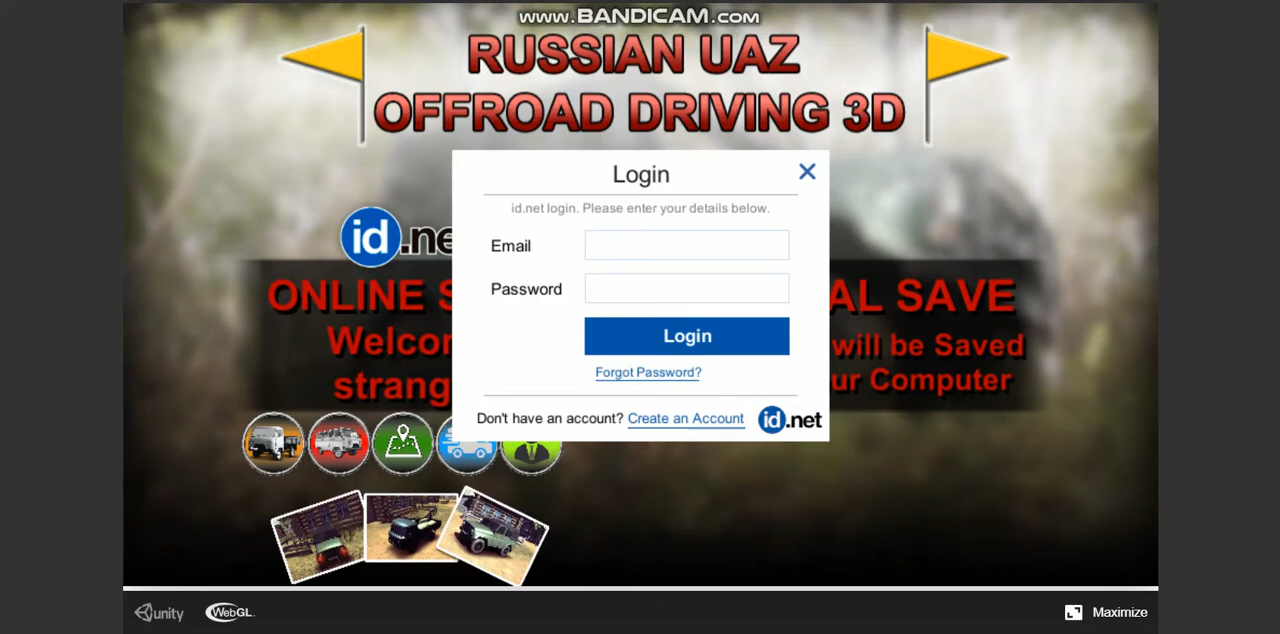 www.BANDICAM.com
RUSSIAN UAZ
OFFROAD DRIVING 3D
Login
id.net login. Please enter your details below.
id.ne
Email
ONLINE S
AL SAVE
Password
Welcor
will be Saved
Login
strang
ur Computer
Forgot Password?
Don't have an account? Create an Account
id.net
unity
WebGL
Maximize